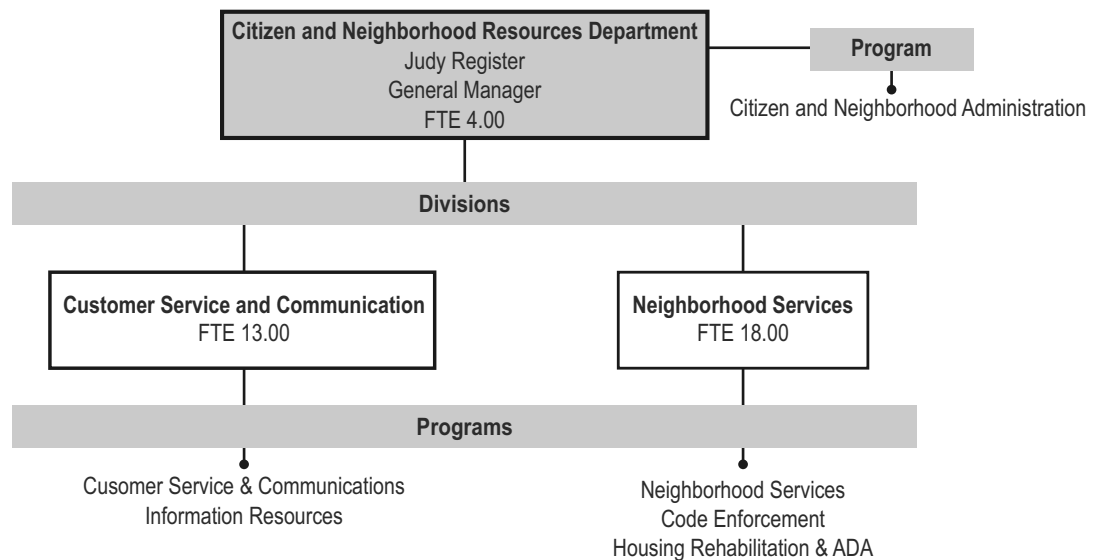 Citizen and Neighborhood Resources Department
Judy Register
General Manager
FTE 4.00
Program
Citizen and Neighborhood Administration
Divisions
Customer Service and Communication
FTE 13.00
Neighborhood Services
FTE 18.00
Programs
Cusomer Service & Communications
Information Resources
Neighborhood Services
Code Enforcement
Housing Rehabilitation & ADA